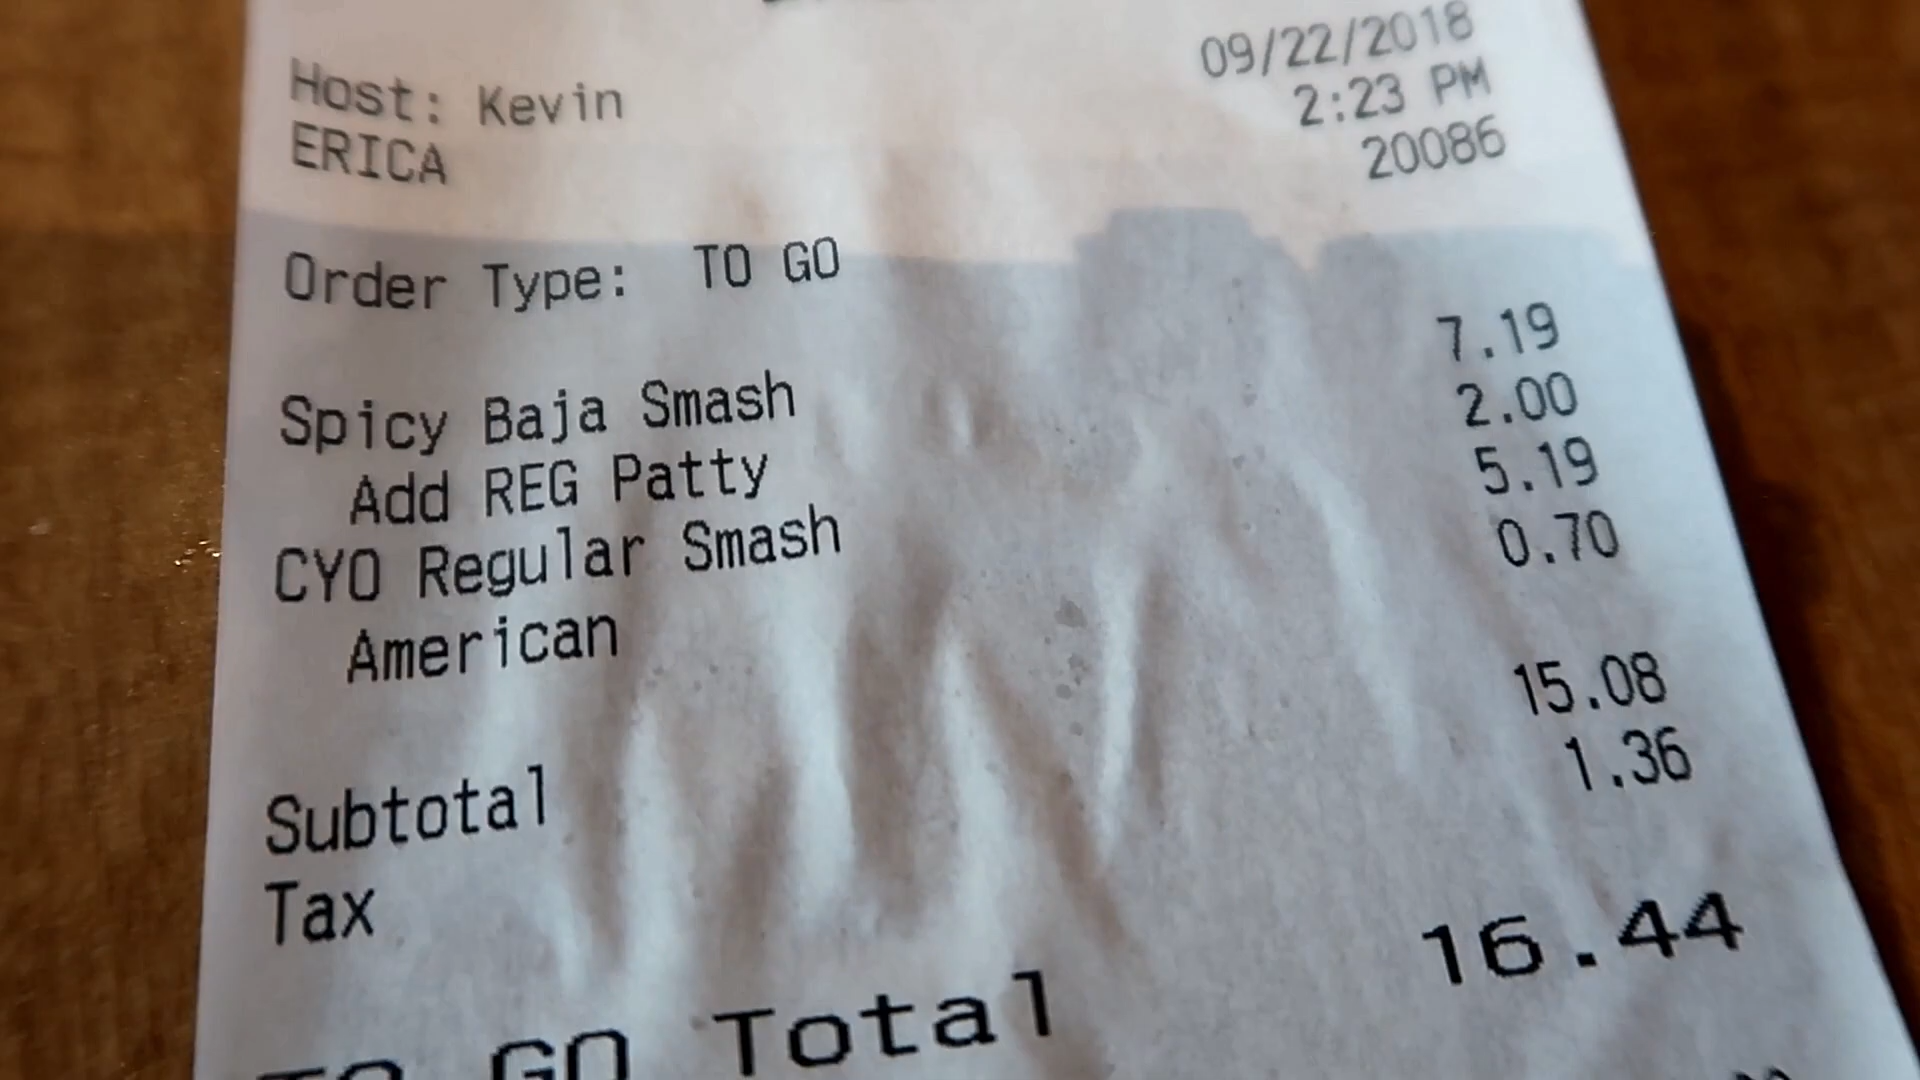 09/22/2018
Host: Kevin 2:23 PM
ERICA 20086
Order Type: TO GO
Spicy Baja Smash 7.19
Add REG Patty 2.00
CYO Regular Smash 5.19
American 0.70
Subtotal 15.08
Tax 1.36
TO GO Total 16.44